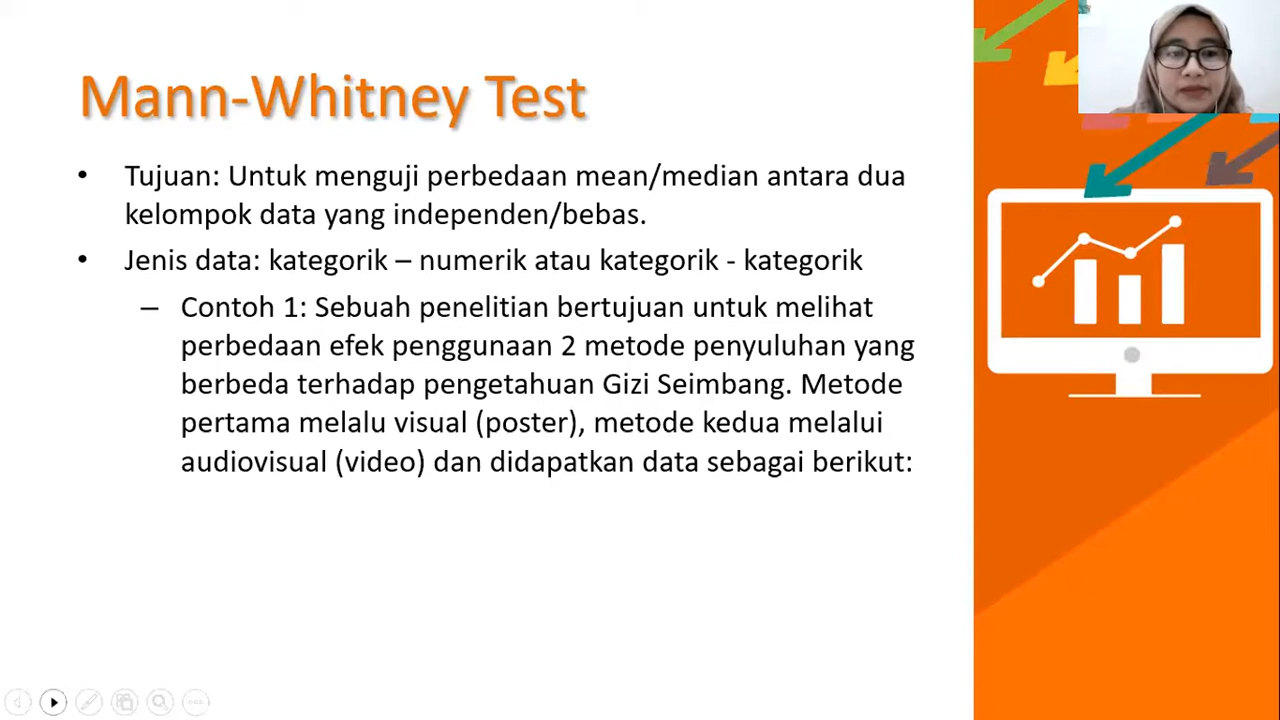 Mann-Whitney Test
• Tujuan: Untuk menguji perbedaan mean/median antara dua
kelompok data yang independen/bebas.
• Jenis data: kategorik – numerik atau kategorik - kategorik
– Contoh 1: Sebuah penelitian bertujuan untuk melihat
perbedaan efek penggunaan 2 metode penyuluhan yang
berbeda terhadap pengetahuan Gizi Seimbang. Metode
pertama melalu visual (poster), metode kedua melalui
audiovisual (video) dan didapatkan data sebagai berikut: